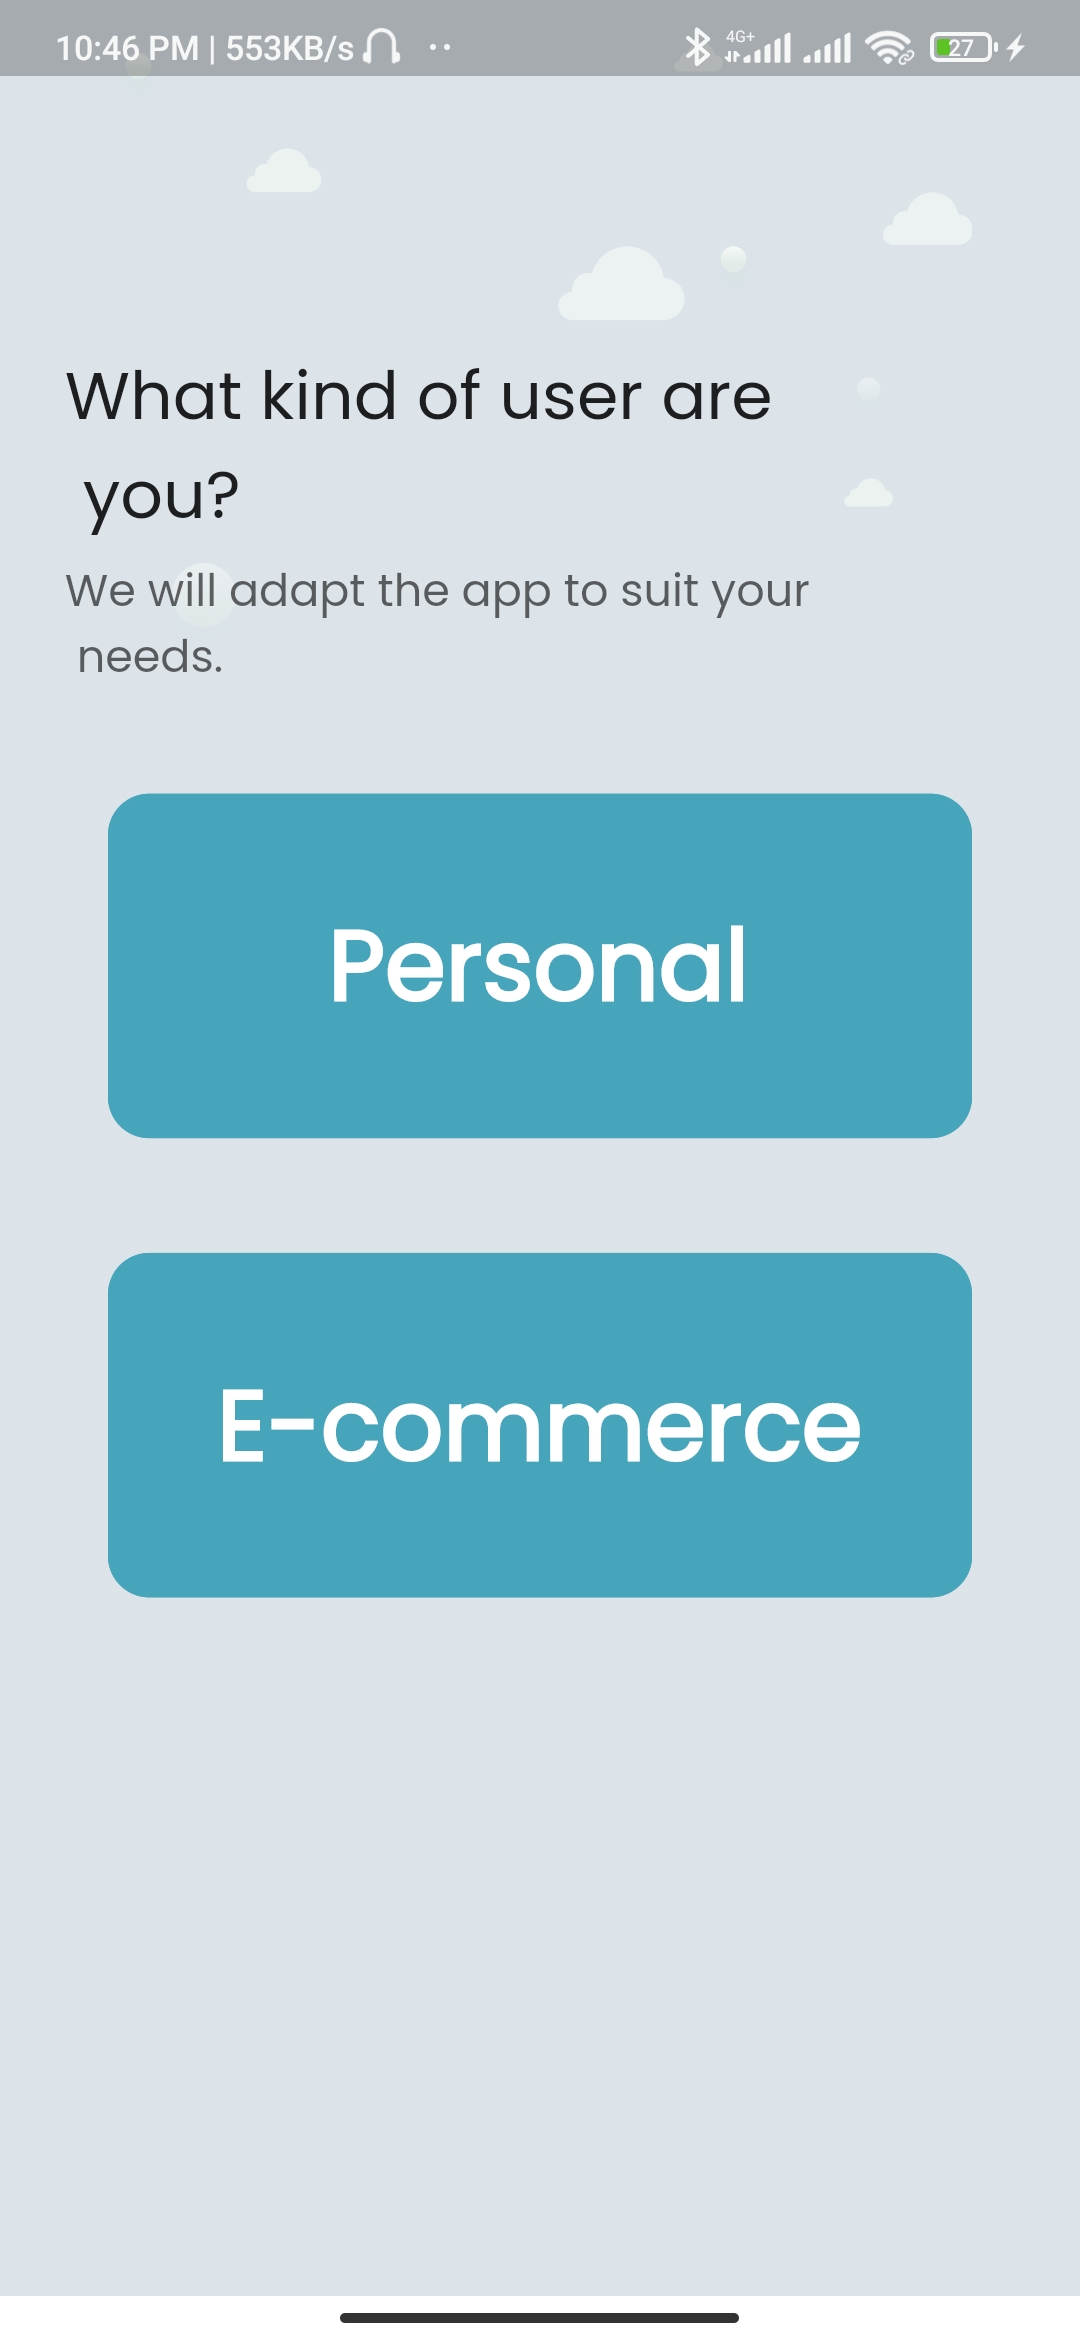 10:46 PM | 553KB/s
4G+
27
What kind of user are
you?
We will adapt the app to suit your
needs.
Personal
E-commerce